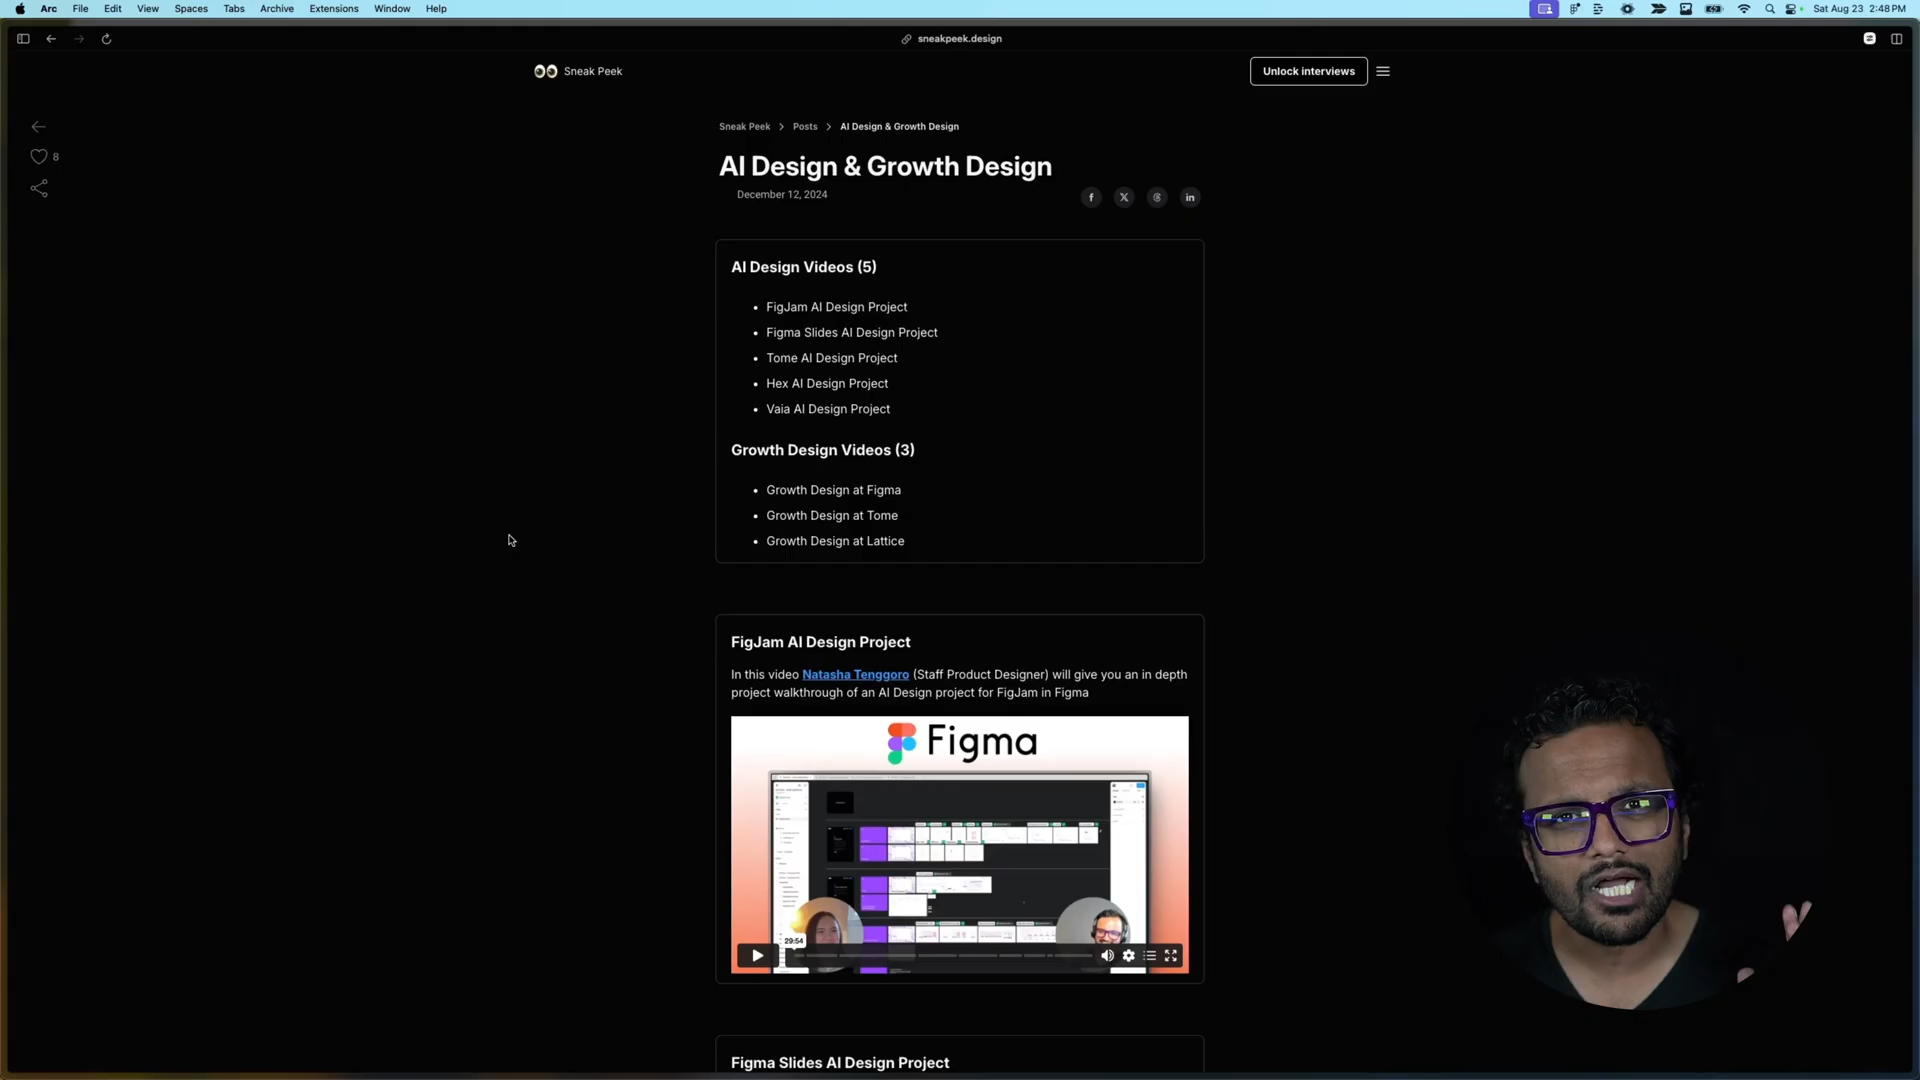 Arc File Edit View Spaces Tabs Archive Extensions Window Help Sat Aug 23 2:48 PM
sneakpeek.design
Sneak Peek
Unlock interviews
Sneak Peek > Posts > AI Design & Growth Design
8
AI Design & Growth Design
December 12, 2024
AI Design Videos (5)
• FigJam AI Design Project
• Figma Slides AI Design Project
• Tome AI Design Project
• Hex AI Design Project
• Vaia AI Design Project
Growth Design Videos (3)
• Growth Design at Figma
• Growth Design at Tome
• Growth Design at Lattice
FigJam AI Design Project
In this video Natasha Tenggoro (Staff Product Designer) will give you an in depth
project walkthrough of an AI Design project for FigJam in Figma
Figma
29:54
Figma Slides AI Design Project